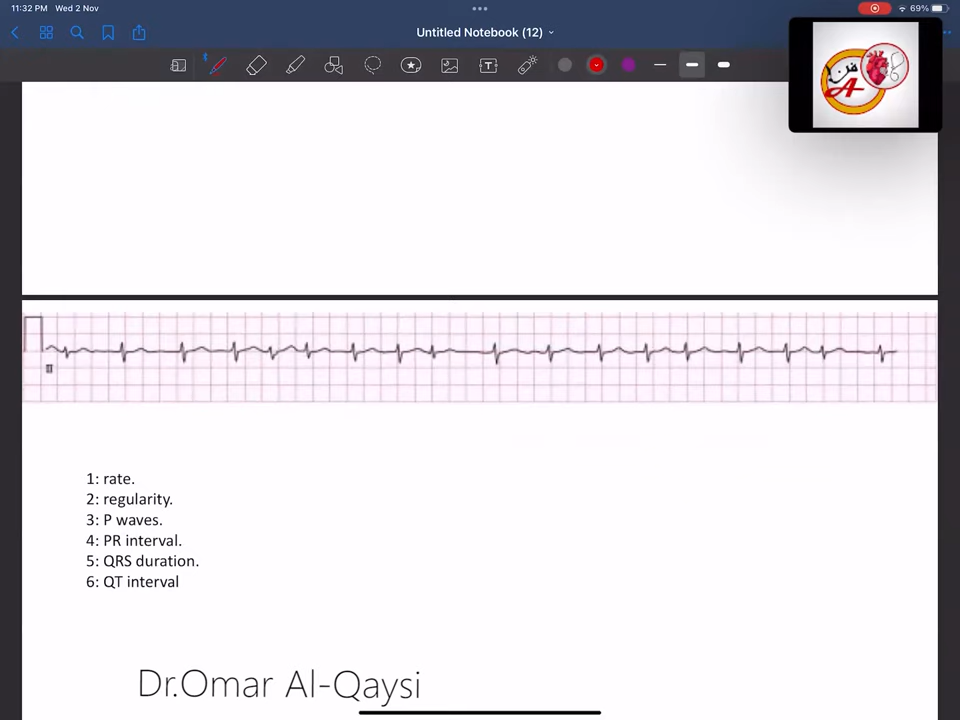 11:32 PM Wed 2 Nov
69%
Untitled Notebook (12)
T
فن
A
1: rate.
2: regularity.
3: P waves.
4: PR interval.
5: QRS duration.
6: QT interval
Dr.Omar Al-Qaysi